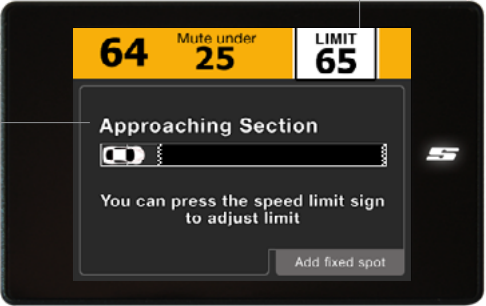 64
Mute under
25
LIMIT
65
Approaching Section
You can press the speed limit sign
to adjust limit
Add fixed spot